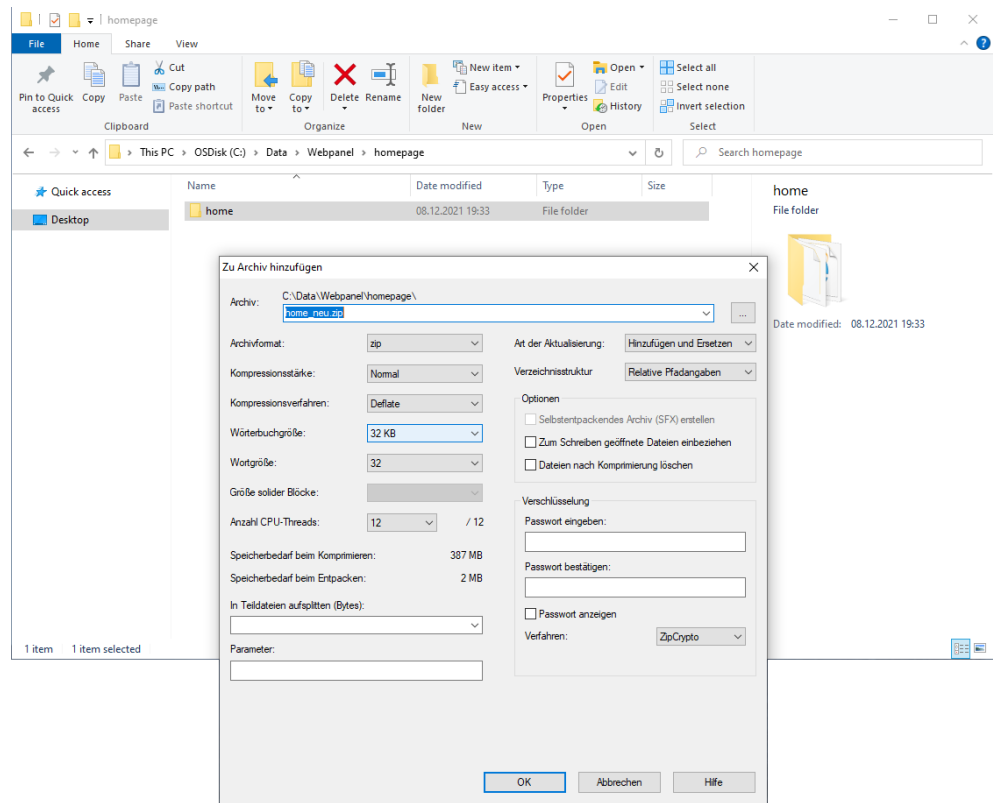 homepage
File Home Share View
Pin to Quick access
Copy
Paste
Cut
Copy path
Paste shortcut
Clipboard
Move to
Copy to
Delete
Rename
Organize
New folder
New item
Easy access
New
Properties
Open
Edit
History
Open
Select all
Select none
Invert selection
Select
This PC > OSDisk (C:) > Data > Webpanel > homepage
Search homepage
Quick access
Desktop
Name Date modified Type Size
home 08.12.2021 19:33 File folder
home
File folder
Date modified: 08.12.2021 19:33
1 item 1 item selected
Zu Archiv hinzufügen
Archiv: C:\Data\Webpanel\homepage\
home_neu.zip
...
Archivformat: zip
Kompressionsstärke: Normal
Kompressionsverfahren: Deflate
Wörterbuchgröße: 32 KB
Wortgröße: 32
Größe solider Blöcke:
Anzahl CPU-Threads: 12 / 12
Speicherbedarf beim Komprimieren: 387 MB
Speicherbedarf beim Entpacken: 2 MB
In Teildateien aufsplitten (Bytes):
Parameter:
Art der Aktualisierung: Hinzufügen und Ersetzen
Verzeichnisstruktur Relative Pfadangaben
Optionen
Selbstentpackendes Archiv (SFX) erstellen
Zum Schreiben geöffnete Dateien einbeziehen
Dateien nach Komprimierung löschen
Verschlüsselung
Passwort eingeben:
Passwort bestätigen:
Passwort anzeigen
Verfahren: ZipCrypto
OK Abbrechen Hilfe